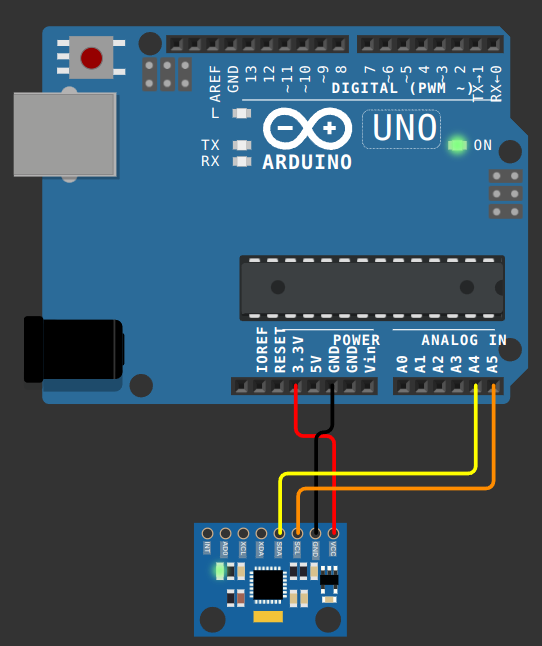 AREF
GND
13
12
~11
~10
~9
8
7
~6
~5
4
~3
2
TX→1
RX←0
DIGITAL (PWM ~)
L
UNO
TX
RX
ON
ARDUINO
IOREF
RESET
3.3V
5V
GND
GND
Vin
POWER
ANALOG IN
A0
A1
A2
A3
A4
A5
INT
AD0
XCL
XDA
SDA
SCL
GND
VCC